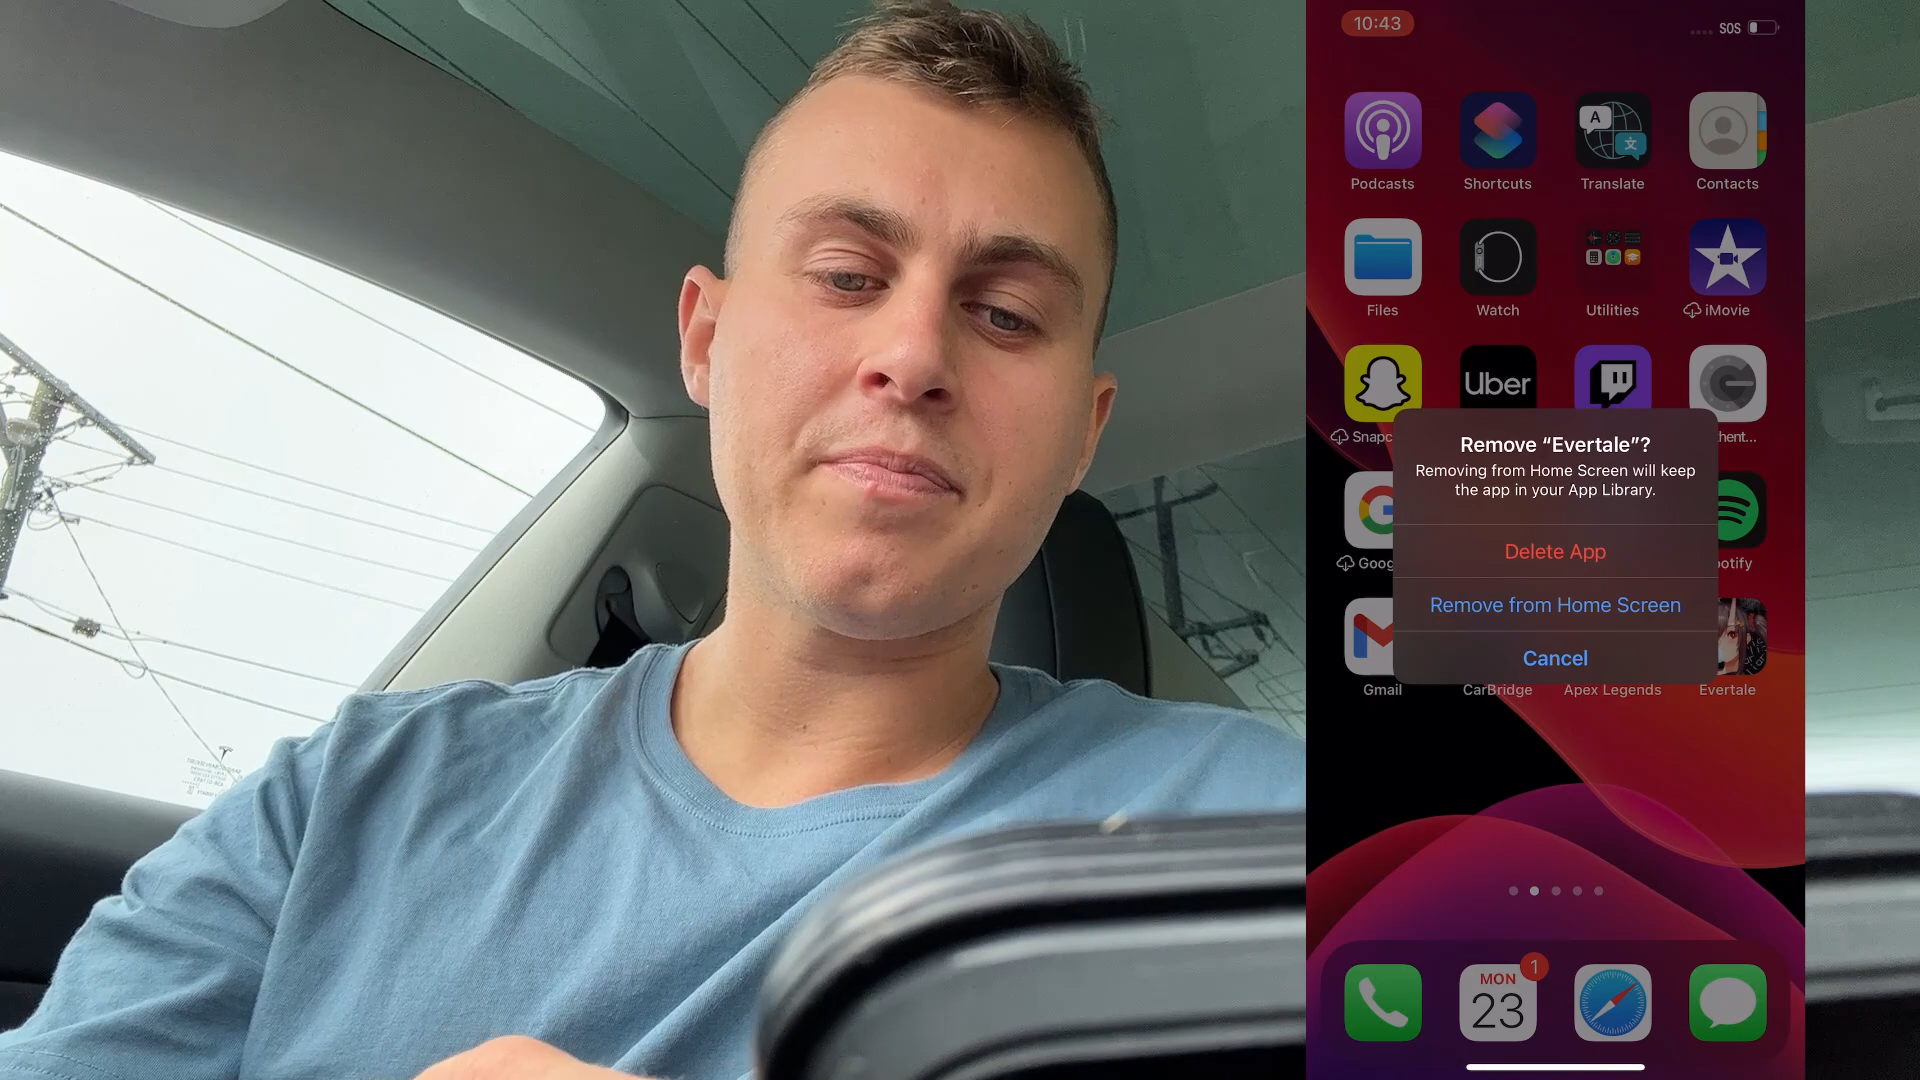 10:43
SOS
A
文
Podcasts
Shortcuts
Translate
Contacts
Files
Watch
Utilities
iMovie
Uber
Snapc
hent...
Remove “Evertale”?
Removing from Home Screen will keep
the app in your App Library.
Goog
potify
Delete App
Remove from Home Screen
Cancel
Gmail
CarBridge
Apex Legends
Evertale
MON
23
1